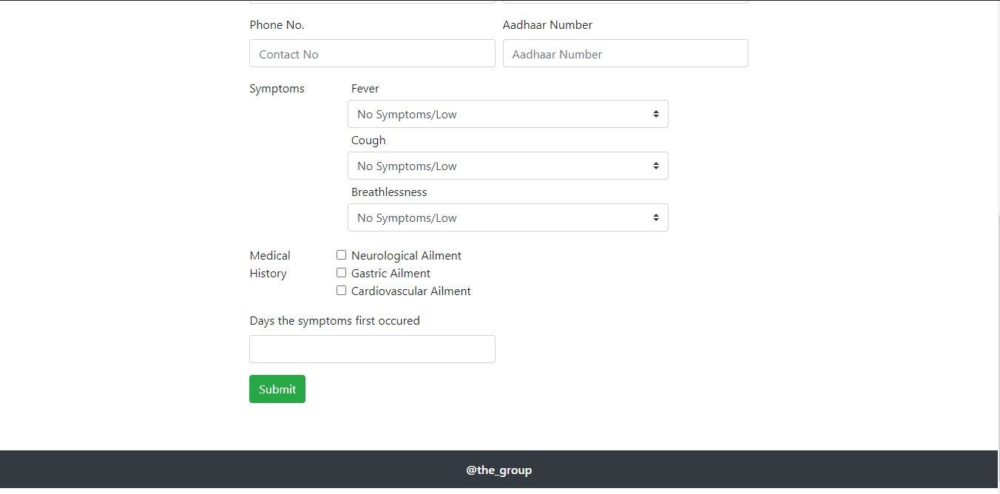 Phone No. Aadhaar Number
Contact No Aadhaar Number
Symptoms Fever
No Symptoms/Low
Cough
No Symptoms/Low
Breathlessness
No Symptoms/Low
Medical Neurological Ailment
History Gastric Ailment
Cardiovascular Ailment
Days the symptoms first occured
Submit
@the_group